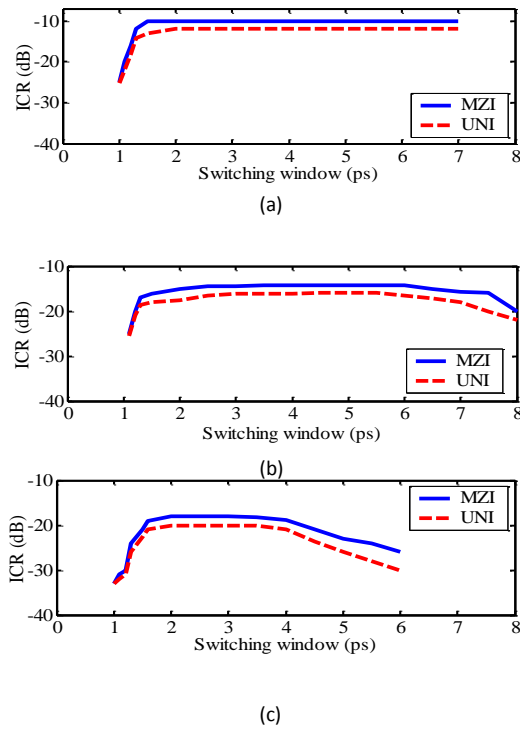 -10
-20
-30
-40
ICR (dB)
MZI
UNI
0 1 2 3 4 5 6 7 8
Switching window (ps)
(a)
-10
-20
-30
-40
ICR (dB)
MZI
UNI
0 1 2 3 4 5 6 7 8
Switching window (ps)
(b)
-10
-20
-30
-40
ICR (dB)
MZI
UNI
0 1 2 3 4 5 6 7 8
Switching window (ps)
(c)